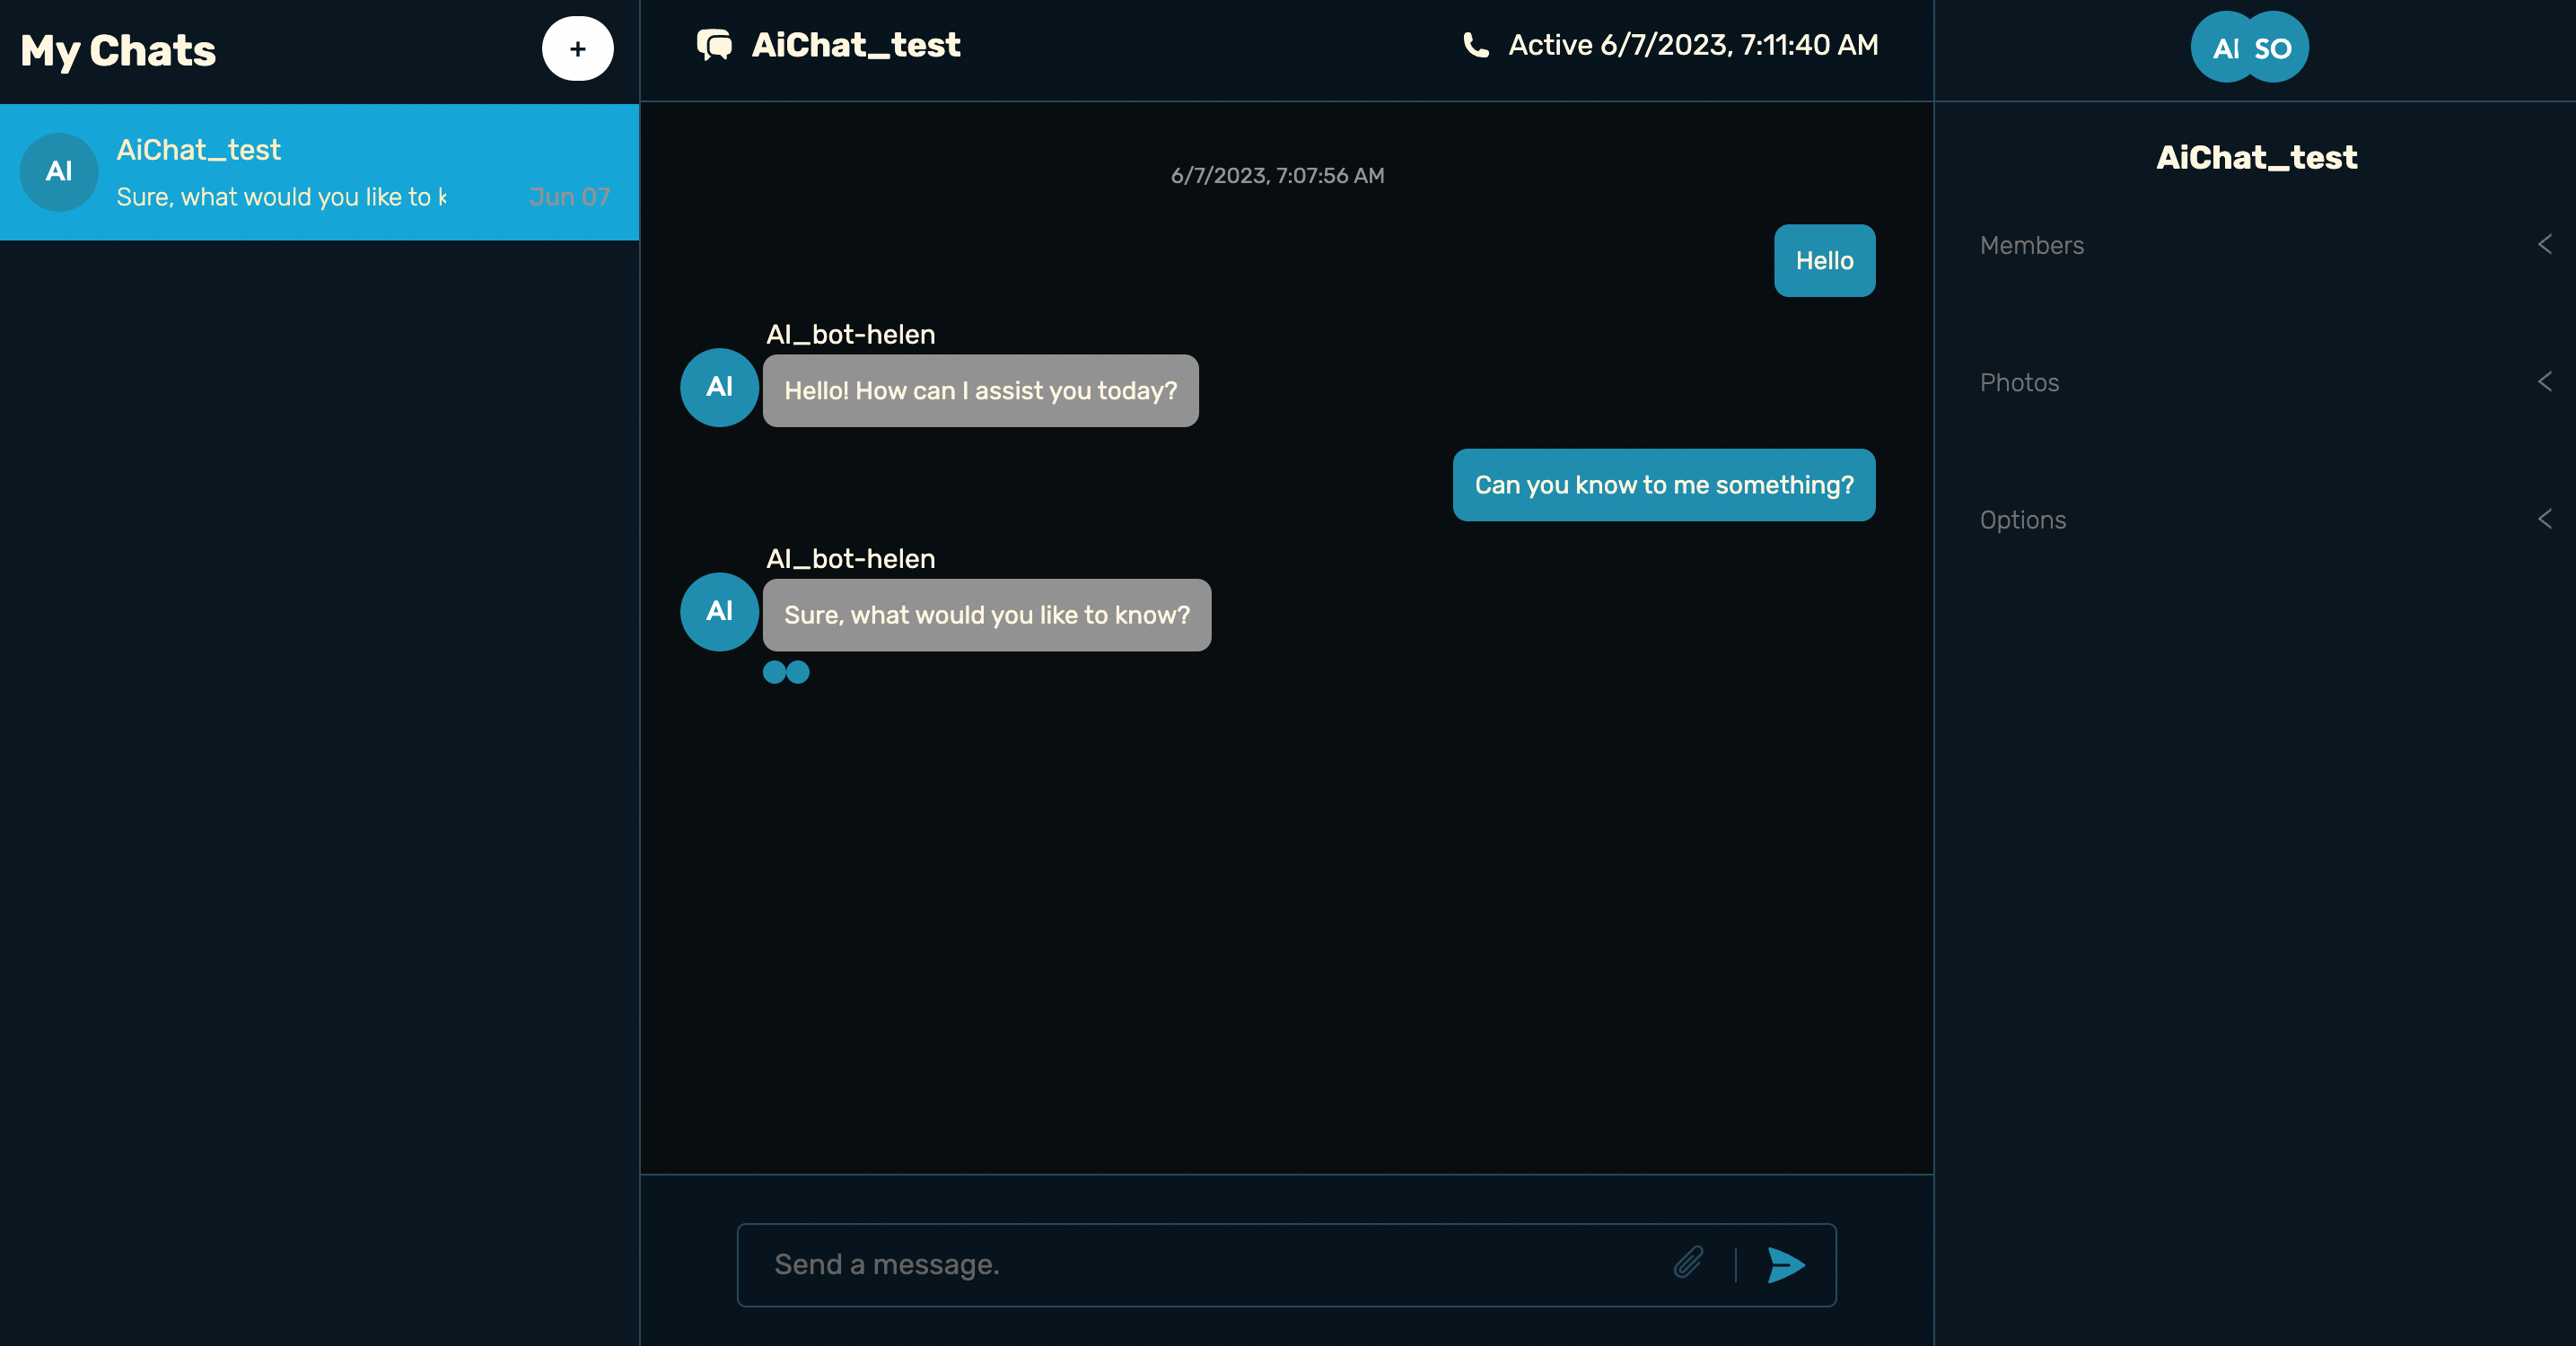 My Chats
+
AI
AiChat_test
Sure, what would you like to k
Jun 07
AiChat_test
Active 6/7/2023, 7:11:40 AM
6/7/2023, 7:07:56 AM
Hello
AI_bot-helen
AI
Hello! How can I assist you today?
Can you know to me something?
AI_bot-helen
AI
Sure, what would you like to know?
Send a message.
AI SO
AiChat_test
Members
Photos
Options